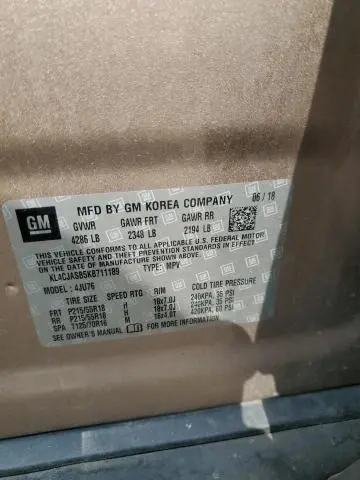 GM
MFD BY GM KOREA COMPANY 06 / 18
GVWR GAWR FRT GAWR RR
4285 LB 2343 LB 2194 LB
THIS VEHICLE CONFORMS TO ALL APPLICABLE U.S. FEDERAL MOTOR
VEHICLE SAFETY AND THEFT PREVENTION STANDARDS IN EFFECT ON THE
DATE OF MANUFACTURE SHOWN ABOVE.
KL4CJASB5KB711189 TYPE: MPV
MODEL: 4JU76
TIRE SIZE SPEED RTG RIM COLD TIRE PRESSURE
FRT P215/55R18 H 18x7.0J 240KPA, 35 PSI
RR P215/55R18 H 18x7.0J 240KPA, 35 PSI
SPA T125/70R16 M 16x4.0T 420KPA, 60 PSI
SEE OWNER'S MANUAL FOR MORE INFORMATION